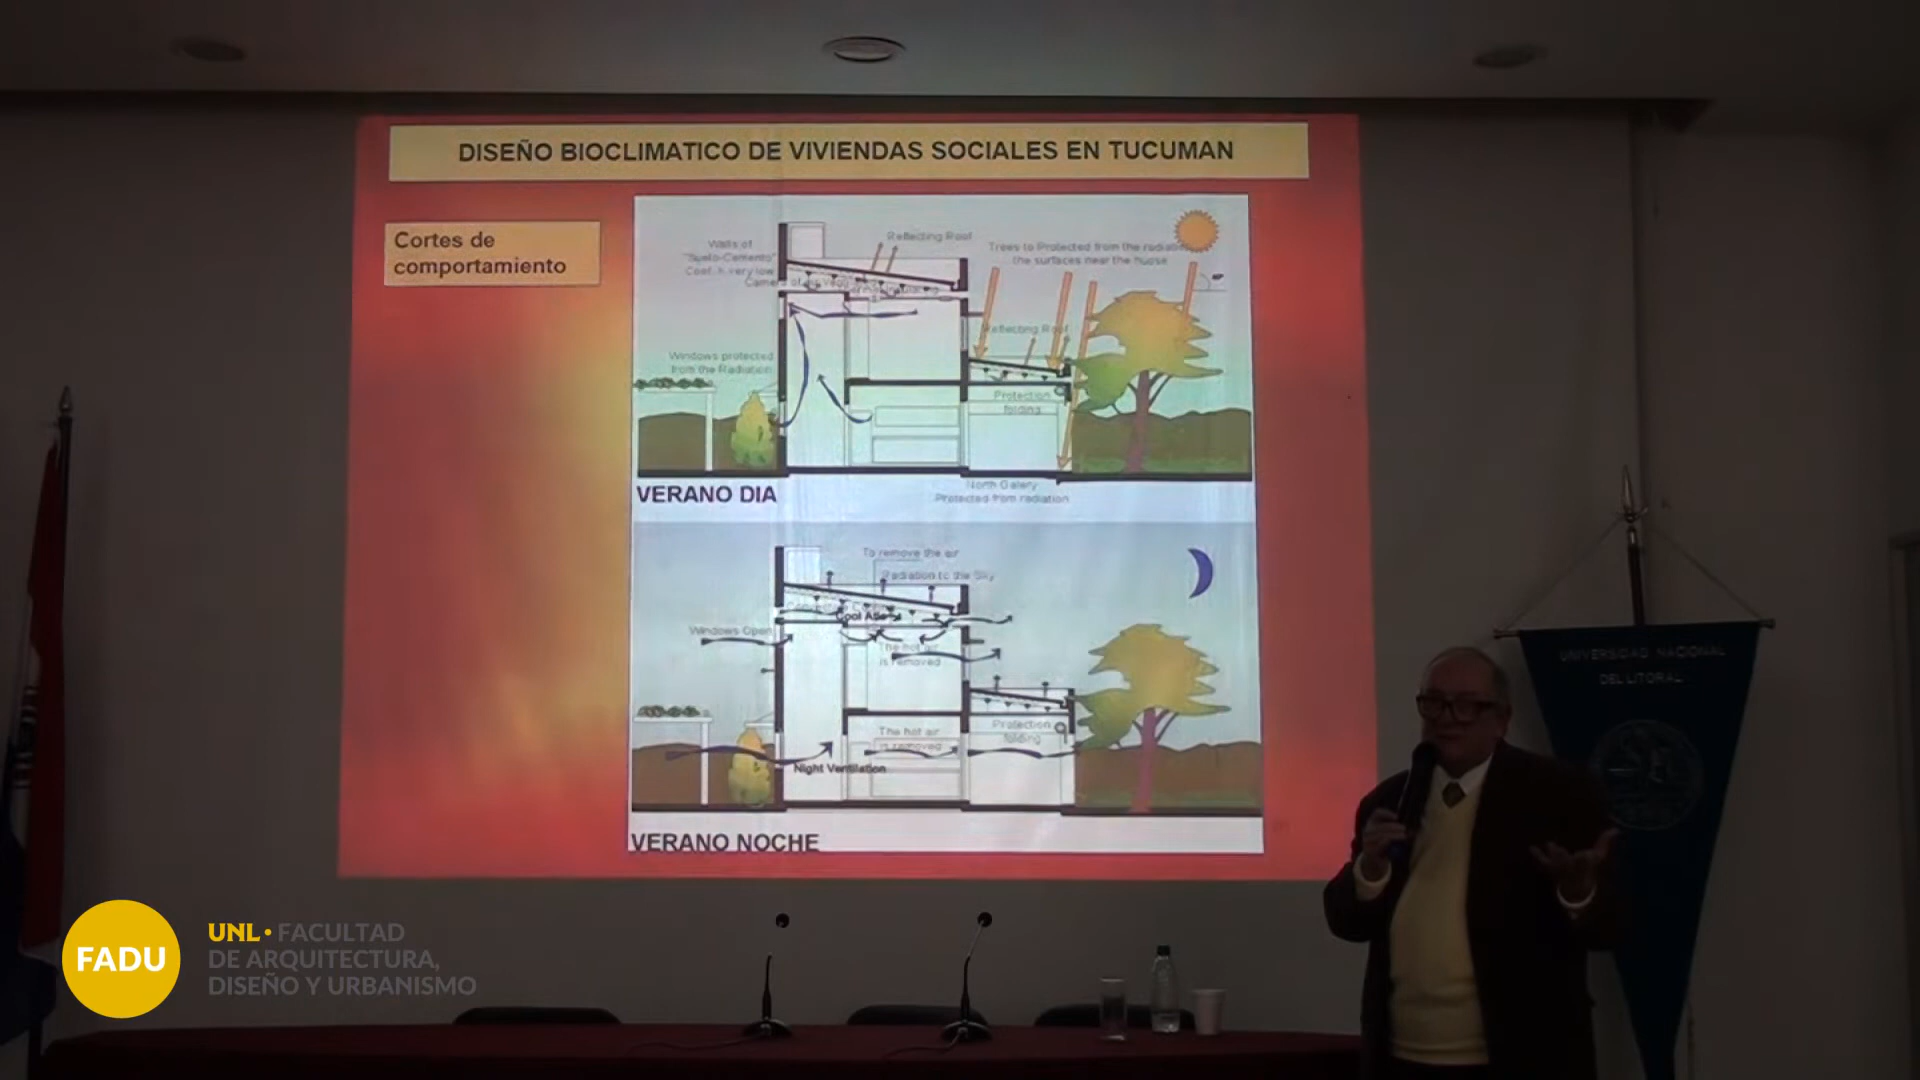 DISEÑO BIOCLIMATICO DE VIVIENDAS SOCIALES EN TUCUMAN
Cortes de
comportamiento
Walls of
"Suelo-Cemento"
Coef. k very low
Reflecting Roof
Trees to Protected from the
the surfaces near the house
Reflecting Roof
Windows protected
from the Radiation
Protection
folding
VERANO DIA
North Galery
Protected from radiation
To remove the air
Radiation to the Sky
Cool
Windows Open
The hot air
is removed
The hot air
is removed
Protection
folding
Night Ventilation
VERANO NOCHE
UNIVERSIDAD NACIONAL
DEL LITORAL
FADU
UNL • FACULTAD
DE ARQUITECTURA,
DISEÑO Y URBANISMO